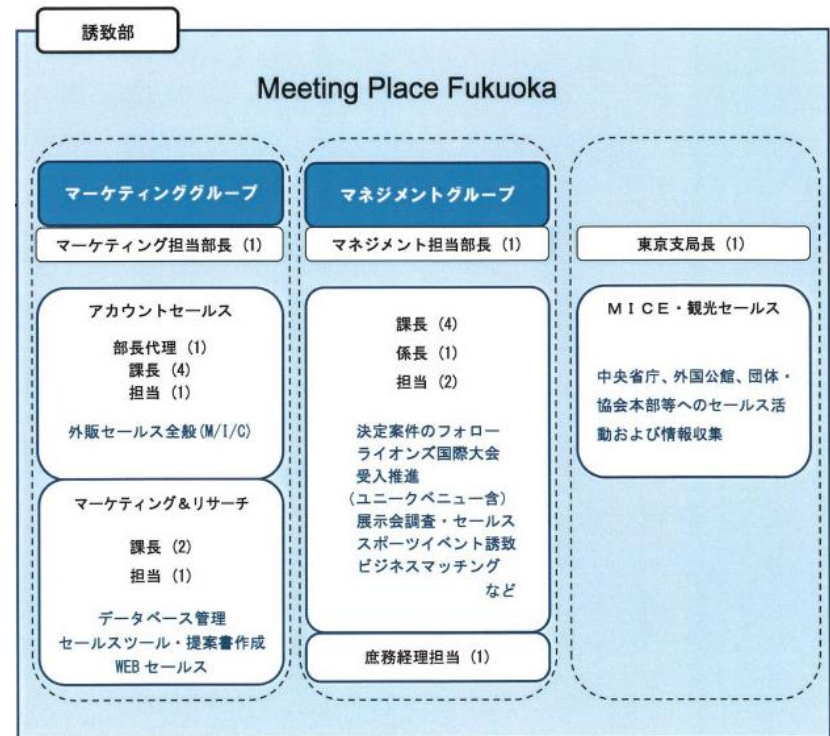 誘致部
Meeting Place Fukuoka
マーケティンググループ
マーケティング担当部長 (1)
アカウントセールス
部長代理 (1)
課長 (4)
担当 (1)
外販セールス全般(M/I/C)
マーケティング＆リサーチ
課長 (2)
担当 (1)
データベース管理
セールスツール・提案書作成
WEB セールス
マネジメントグループ
マネジメント担当部長 (1)
課長 (4)
係長 (1)
担当 (2)
決定案件のフォロー
ライオンズ国際大会
受入推進
(ユニークベニュー含)
展示会調査・セールス
スポーツイベント誘致
ビジネスマッチング
など
庶務経理担当 (1)
東京支局長 (1)
ＭＩＣＥ・観光セールス
中央省庁、外国公館、団体・
協会本部等へのセールス活
動および情報収集